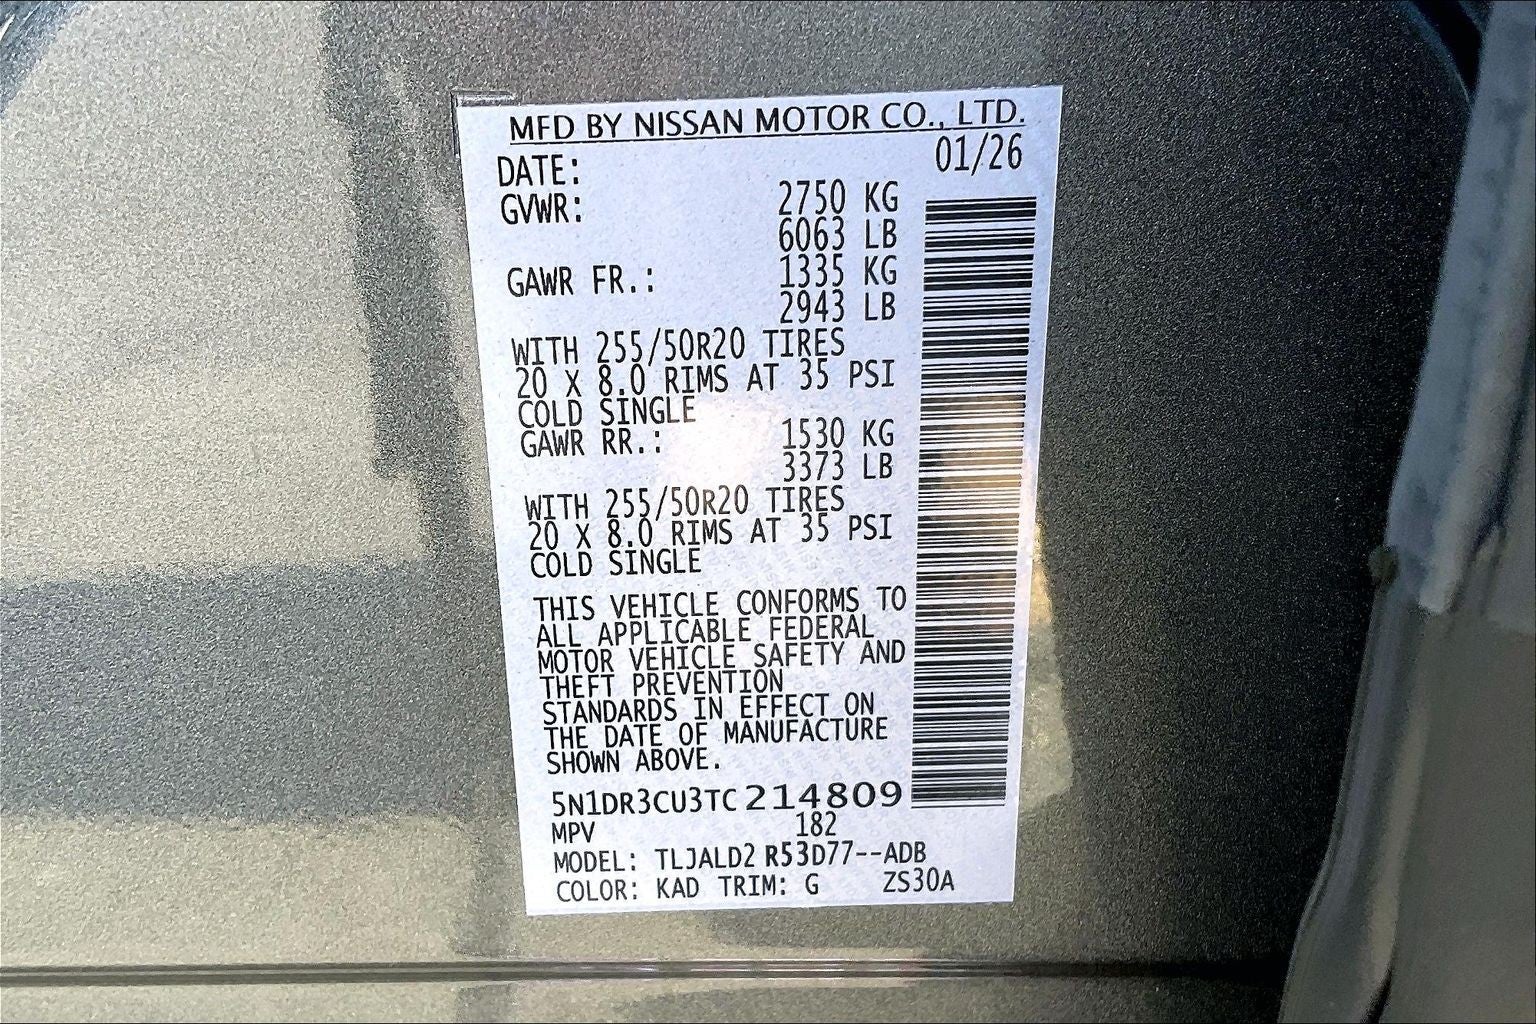 MFD BY NISSAN MOTOR CO., LTD.
DATE: 01/26
GVWR: 2750 KG
6063 LB
GAWR FR.: 1335 KG
2943 LB
WITH 255/50R20 TIRES
20 X 8.0 RIMS AT 35 PSI
COLD SINGLE
GAWR RR.: 1530 KG
3373 LB
WITH 255/50R20 TIRES
20 X 8.0 RIMS AT 35 PSI
COLD SINGLE
THIS VEHICLE CONFORMS TO
ALL APPLICABLE FEDERAL
MOTOR VEHICLE SAFETY AND
THEFT PREVENTION
STANDARDS IN EFFECT ON
THE DATE OF MANUFACTURE
SHOWN ABOVE.
5N1DR3CU3TC214809
MPV 182
MODEL: TLJALD2 R53D77--ADB
COLOR: KAD TRIM: G ZS30A